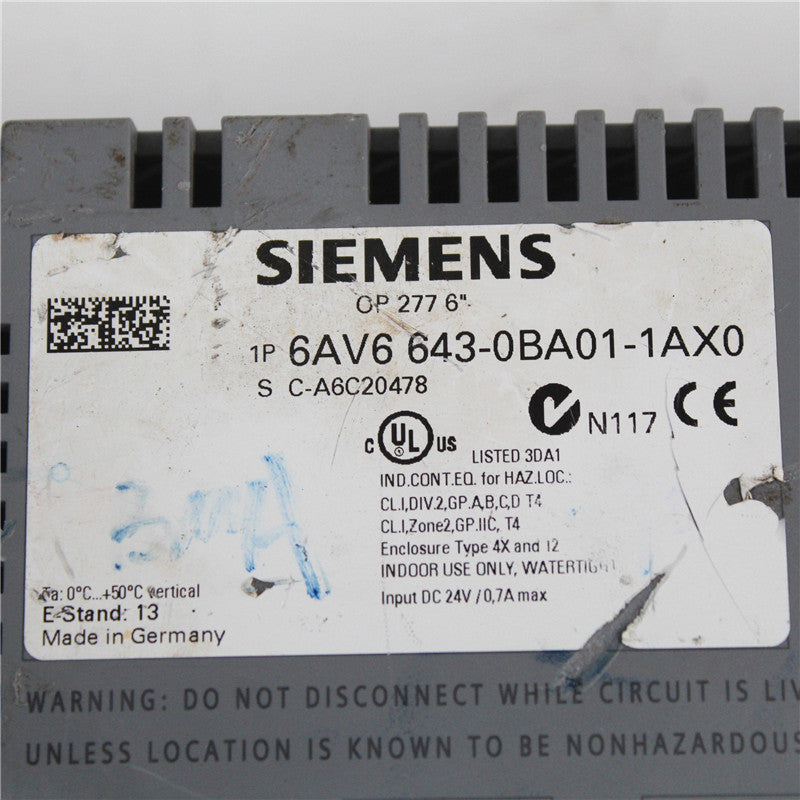 SIEMENS
OP 277 6"
1P 6AV6 643-0BA01-1AX0
S C-A6C20478
N117 CE
C UL US LISTED 3DA1
IND.CONT.EQ. for HAZ.LOC.:
CL.I,DIV.2,GP.A,B,C,D T4
CL.I,Zone2,GP.IIC, T4
Enclosure Type 4X and 12
INDOOR USE ONLY, WATERTIGHT
Input DC 24V / 0,7A max
Ta: 0°C...+50°C vertical
E-Stand: 13
Made in Germany
WARNING: DO NOT DISCONNECT WHILE CIRCUIT IS LIV
UNLESS LOCATION IS KNOWN TO BE NONHAZARDOUS